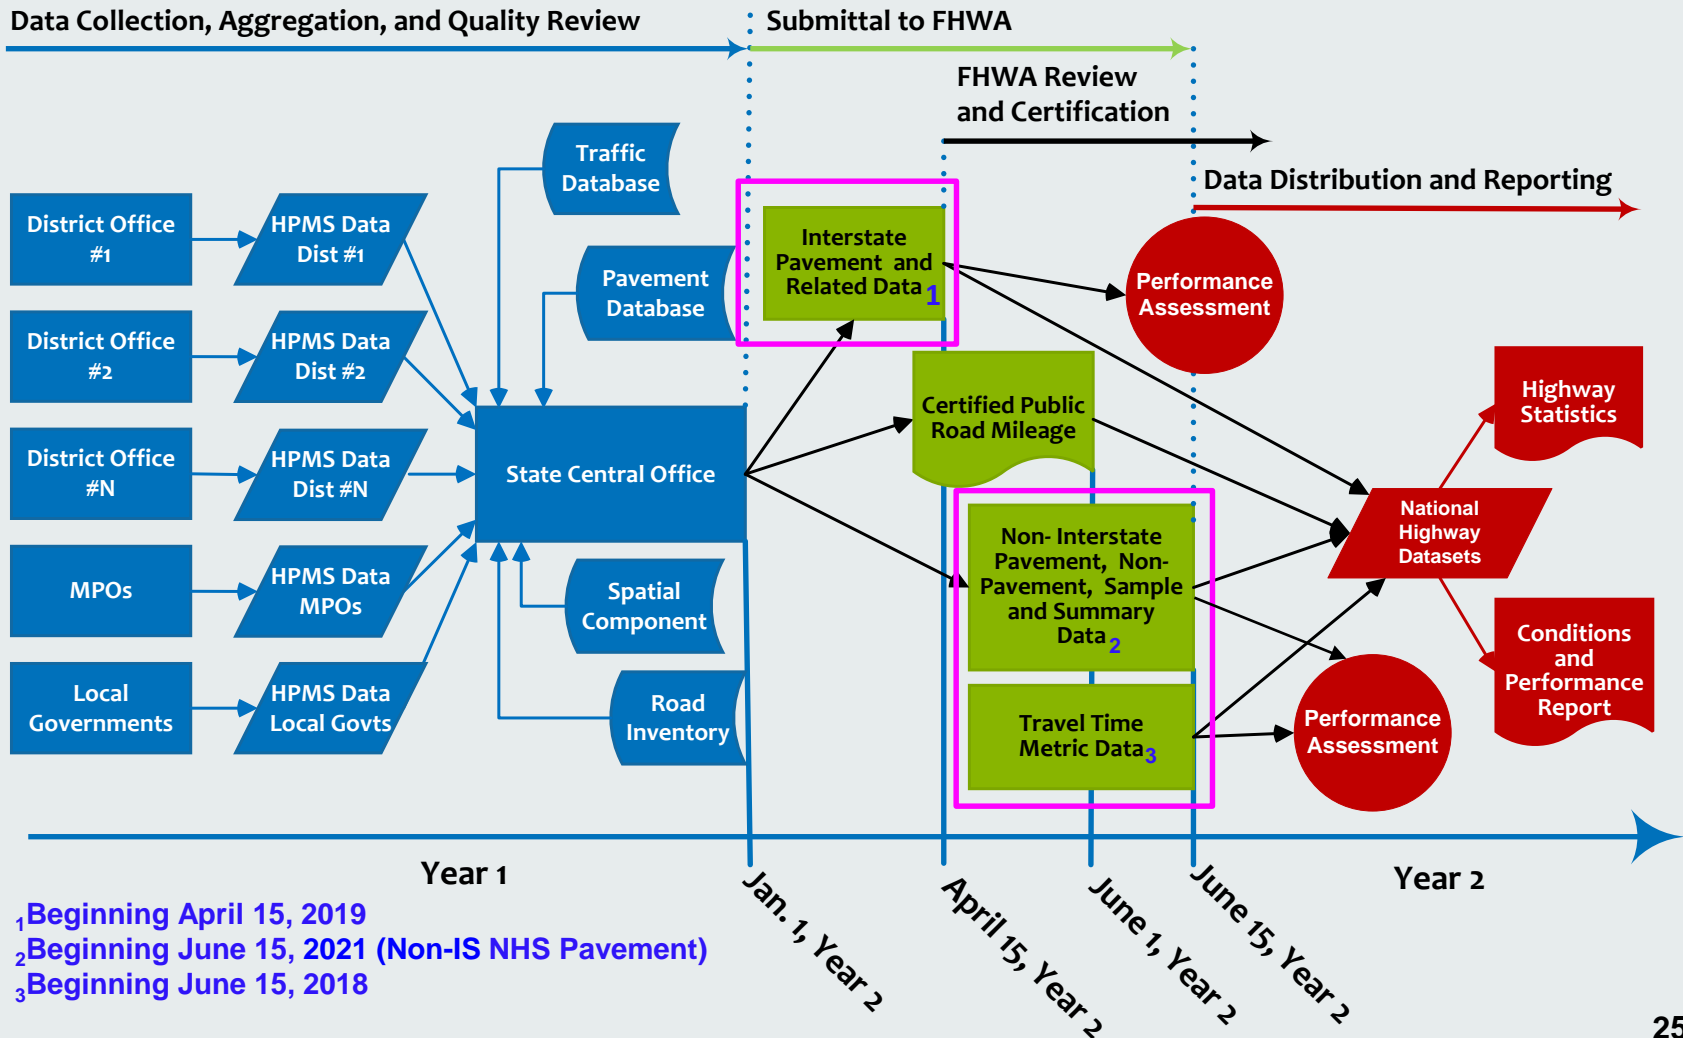 Data Collection, Aggregation, and Quality Review
Submittal to FHWA
FHWA Review
and Certification
Data Distribution and Reporting
Traffic
Database
Pavement
Database
District Office
#1
HPMS Data
Dist #1
District Office
#2
HPMS Data
Dist #2
District Office
#N
HPMS Data
Dist #N
MPOs
HPMS Data
MPOs
Local
Governments
HPMS Data
Local Govts
State Central Office
Spatial
Component
Road
Inventory
Interstate
Pavement and
Related Data 1
Certified Public
Road Mileage
Non- Interstate
Pavement, Non-
Pavement, Sample
and Summary
Data 2
Travel Time
Metric Data 3
Performance
Assessment
Performance
Assessment
National
Highway
Datasets
Highway
Statistics
Conditions
and
Performance
Report
Year 1
Jan. 1, Year 2
April 15, Year 2
June 1, Year 2
June 15, Year 2
Year 2
1Beginning April 15, 2019
2Beginning June 15, 2021 (Non-IS NHS Pavement)
3Beginning June 15, 2018
25